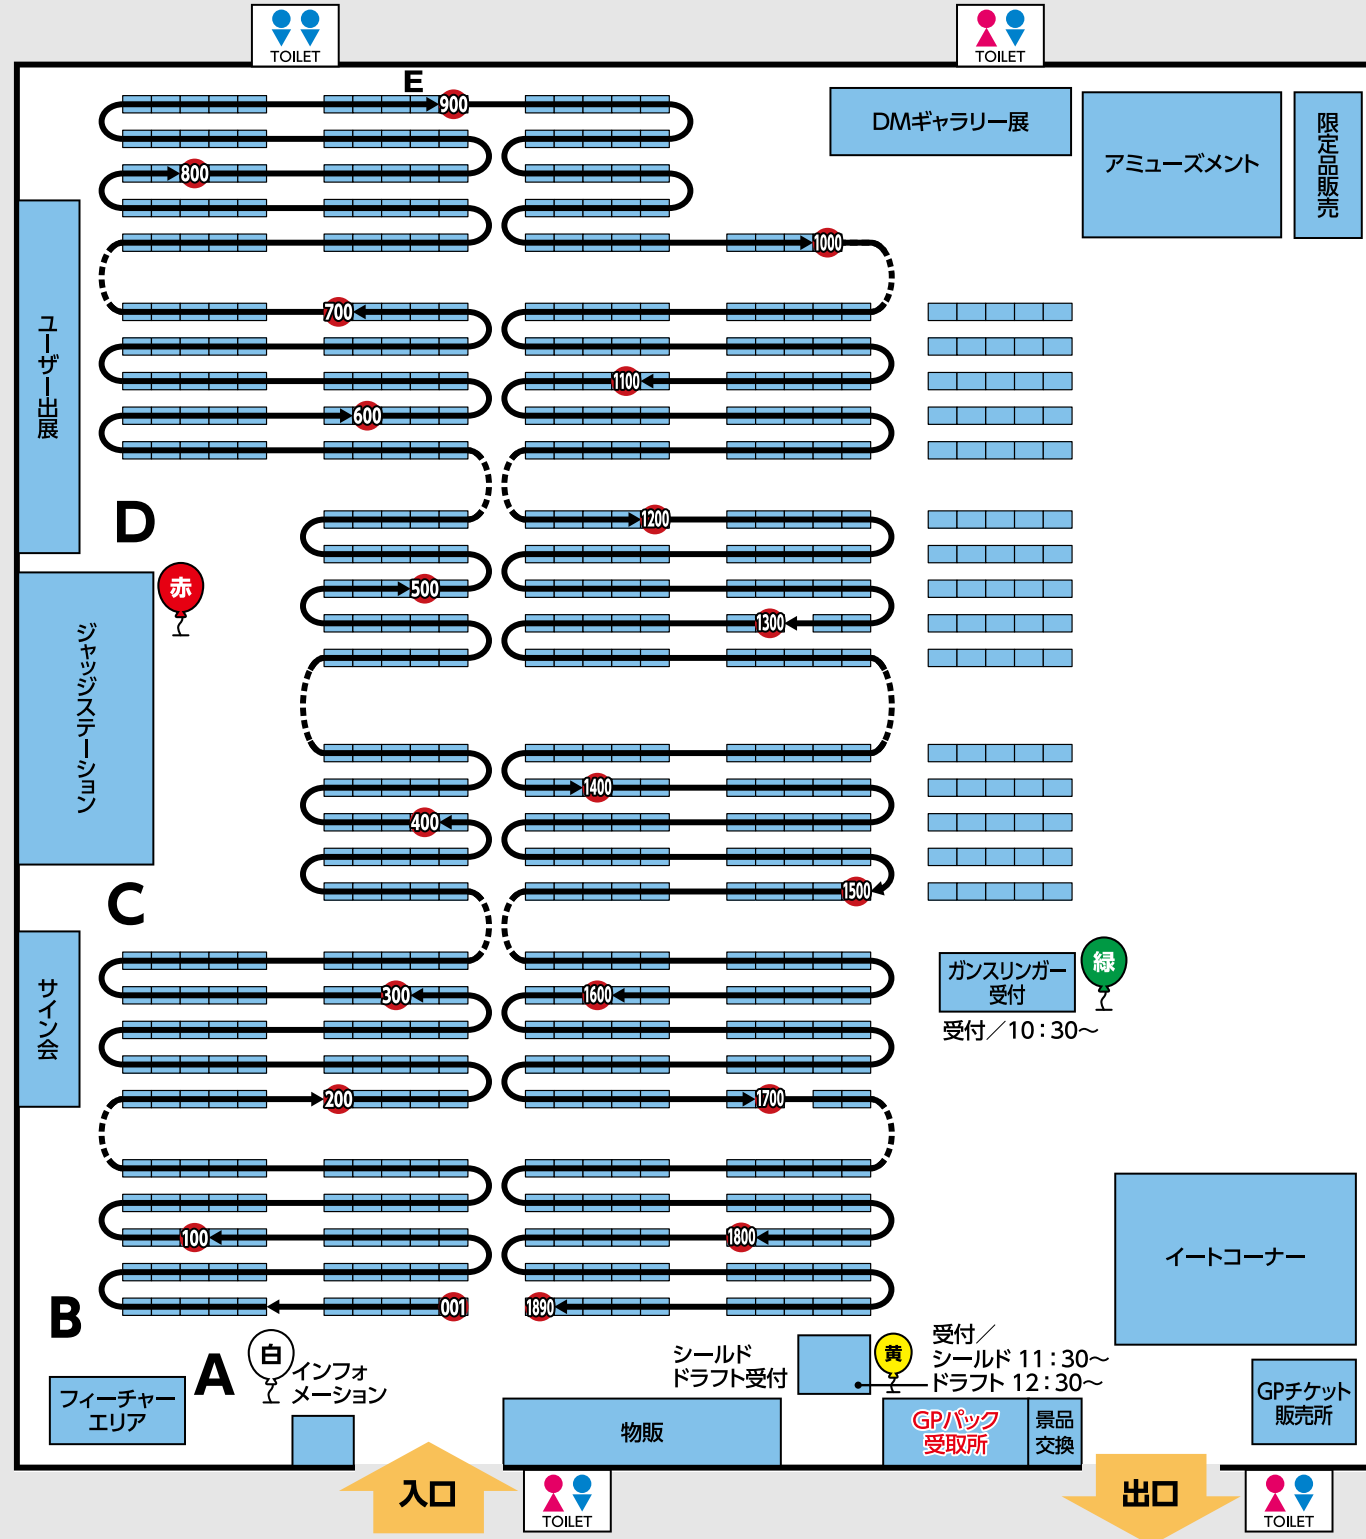 TOILET
TOILET
E
900
DMギャラリー展
アミューズメント
限定品販売
800
1000
ユーザー出展
700
1100
600
D
1200
赤
500
1300
ジャッジステーション
1400
400
1500
C
サイン会
300
1600
ガンスリンガー
受付
緑
受付／10：30〜
200
1700
100
1800
イートコーナー
B
001
1890
A
白
インフォ
メーション
シールド
ドラフト受付
黄
受付／
シールド 11：30〜
ドラフト 12：30〜
フィーチャー
エリア
物販
GPパック
受取所
景品
交換
GPチケット
販売所
入口
出口
TOILET
TOILET